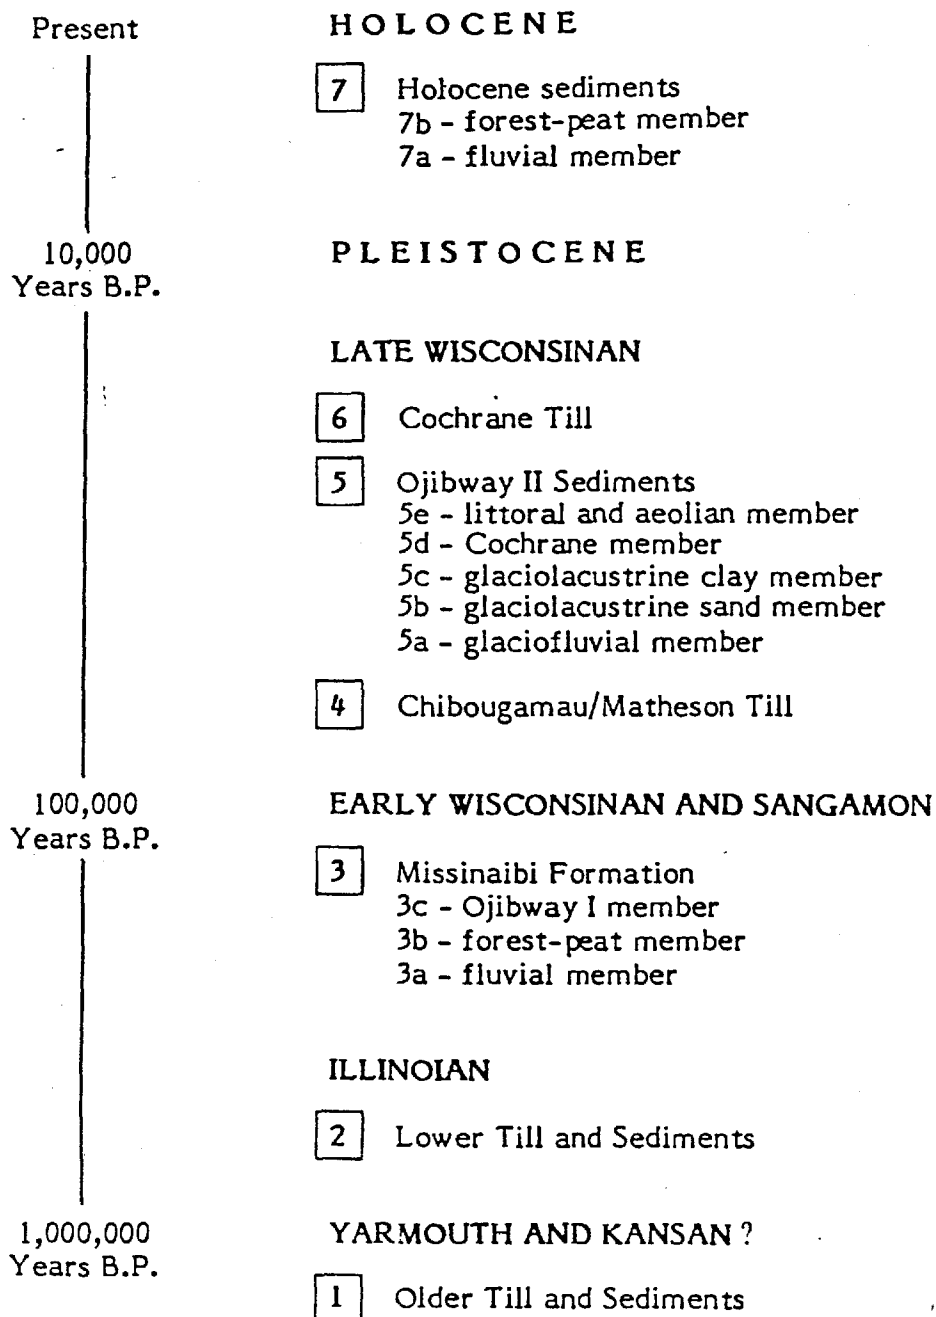 Present
HOLOCENE
7 Holocene sediments
7b - forest-peat member
7a - fluvial member
10,000
Years B.P.
PLEISTOCENE
LATE WISCONSINAN
6 Cochrane Till
5 Ojibway II Sediments
5e - littoral and aeolian member
5d - Cochrane member
5c - glaciolacustrine clay member
5b - glaciolacustrine sand member
5a - glaciofluvial member
4 Chibougamau/Matheson Till
100,000
Years B.P.
EARLY WISCONSINAN AND SANGAMON
3 Missinaibi Formation
3c - Ojibway I member
3b - forest-peat member
3a - fluvial member
ILLINOIAN
2 Lower Till and Sediments
1,000,000
Years B.P.
YARMOUTH AND KANSAN ?
1 Older Till and Sediments